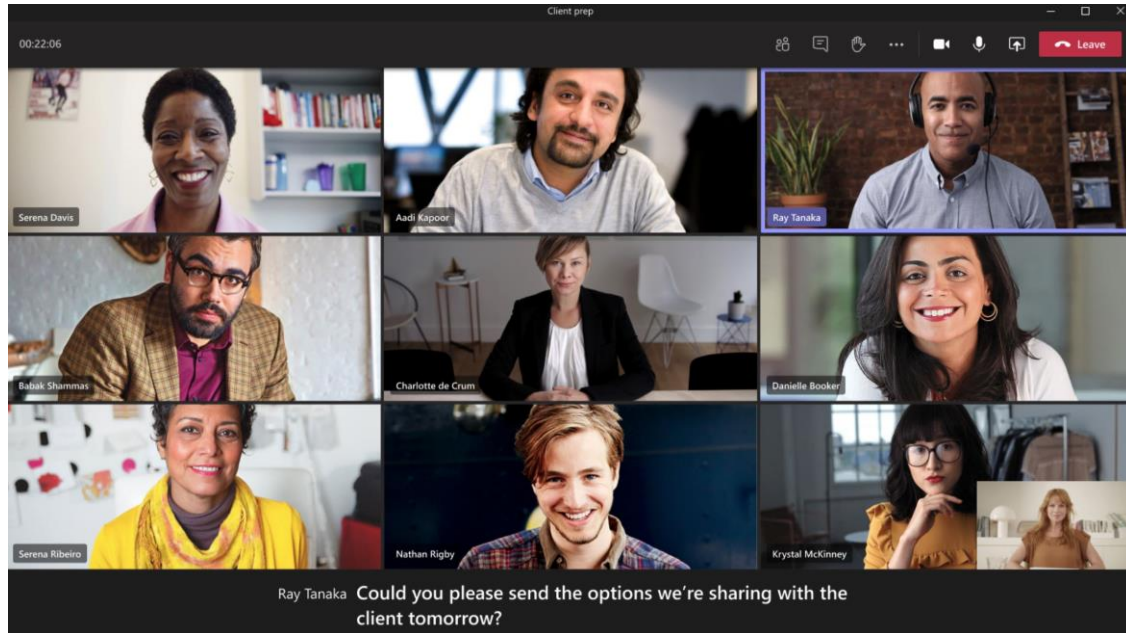 Client prep
00:22:06
Leave
Serena Davis
Aadi Kapoor
Ray Tanaka
Babak Shammas
Charlotte de Crum
Danielle Booker
Serena Ribeiro
Nathan Rigby
Krystal McKinney
Ray Tanaka Could you please send the options we're sharing with the
client tomorrow?